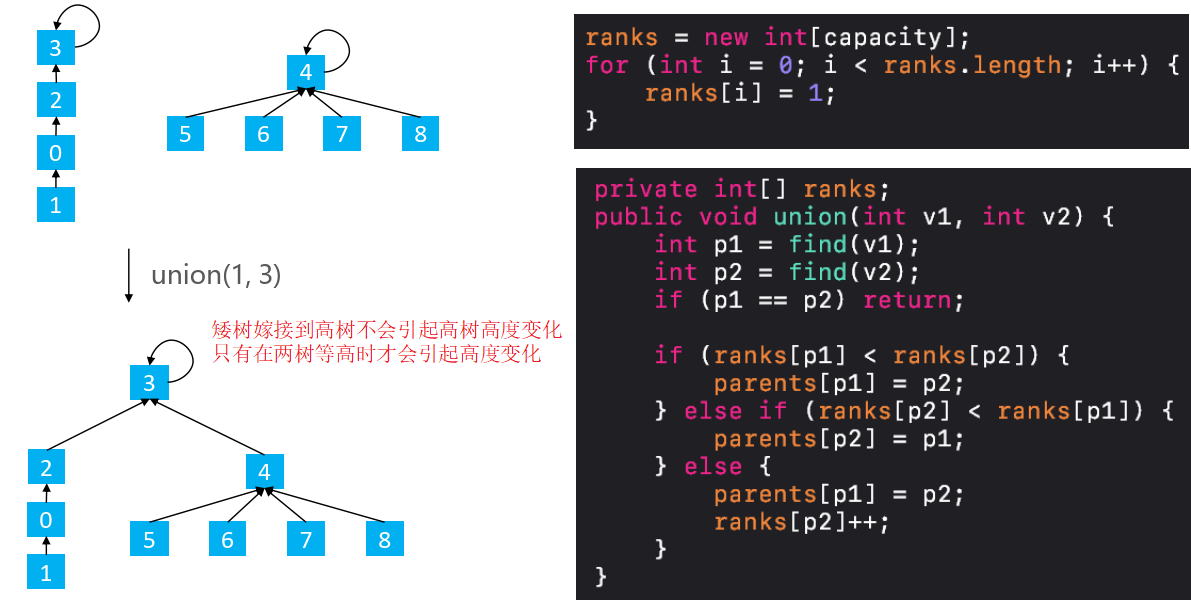 3
2
0
1
4
5
6
7
8
union(1, 3)
矮树嫁接到高树不会引起高树高度变化
只有在两树等高时才会引起高度变化
3
2
0
1
4
5
6
7
8
ranks = new int[capacity];
for (int i = 0; i < ranks.length; i++) {
    ranks[i] = 1;
}
private int[] ranks;
public void union(int v1, int v2) {
    int p1 = find(v1);
    int p2 = find(v2);
    if (p1 == p2) return;
    if (ranks[p1] < ranks[p2]) {
        parents[p1] = p2;
    } else if (ranks[p2] < ranks[p1]) {
        parents[p2] = p1;
    } else {
        parents[p1] = p2;
        ranks[p2]++;
    }
}